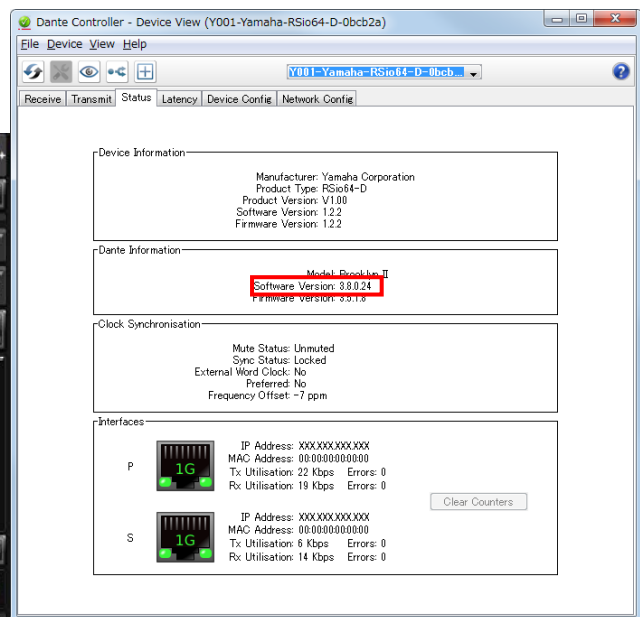 Dante Controller - Device View (Y001-Yamaha-RSio64-D-0bcb2a)
File Device View Help
Y001-Yamaha-RSio64-D-0bcb...
Receive Transmit Status Latency Device Config Network Config
Device Information
Manufacturer: Yamaha Corporation
Product Type: RSio64-D
Product Version: V1.00
Software Version: 1.2.2
Firmware Version: 1.2.2
Dante Information
Model: Brooklyn II
Software Version: 3.8.0.24
Firmware Version: 3.5.1.8
Clock Synchronisation
Mute Status: Unmuted
Sync Status: Locked
External Word Clock: No
Preferred: No
Frequency Offset: -7 ppm
Interfaces
P
1G
IP Address: XXX.XXX.XXX.XXX
MAC Address: 00:00:00:00:00:00
Tx Utilisation: 22 Kbps Errors: 0
Rx Utilisation: 19 Kbps Errors: 0
Clear Counters
S
1G
IP Address: XXX.XXX.XXX.XXX
MAC Address: 00:00:00:00:00:00
Tx Utilisation: 6 Kbps Errors: 0
Rx Utilisation: 14 Kbps Errors: 0